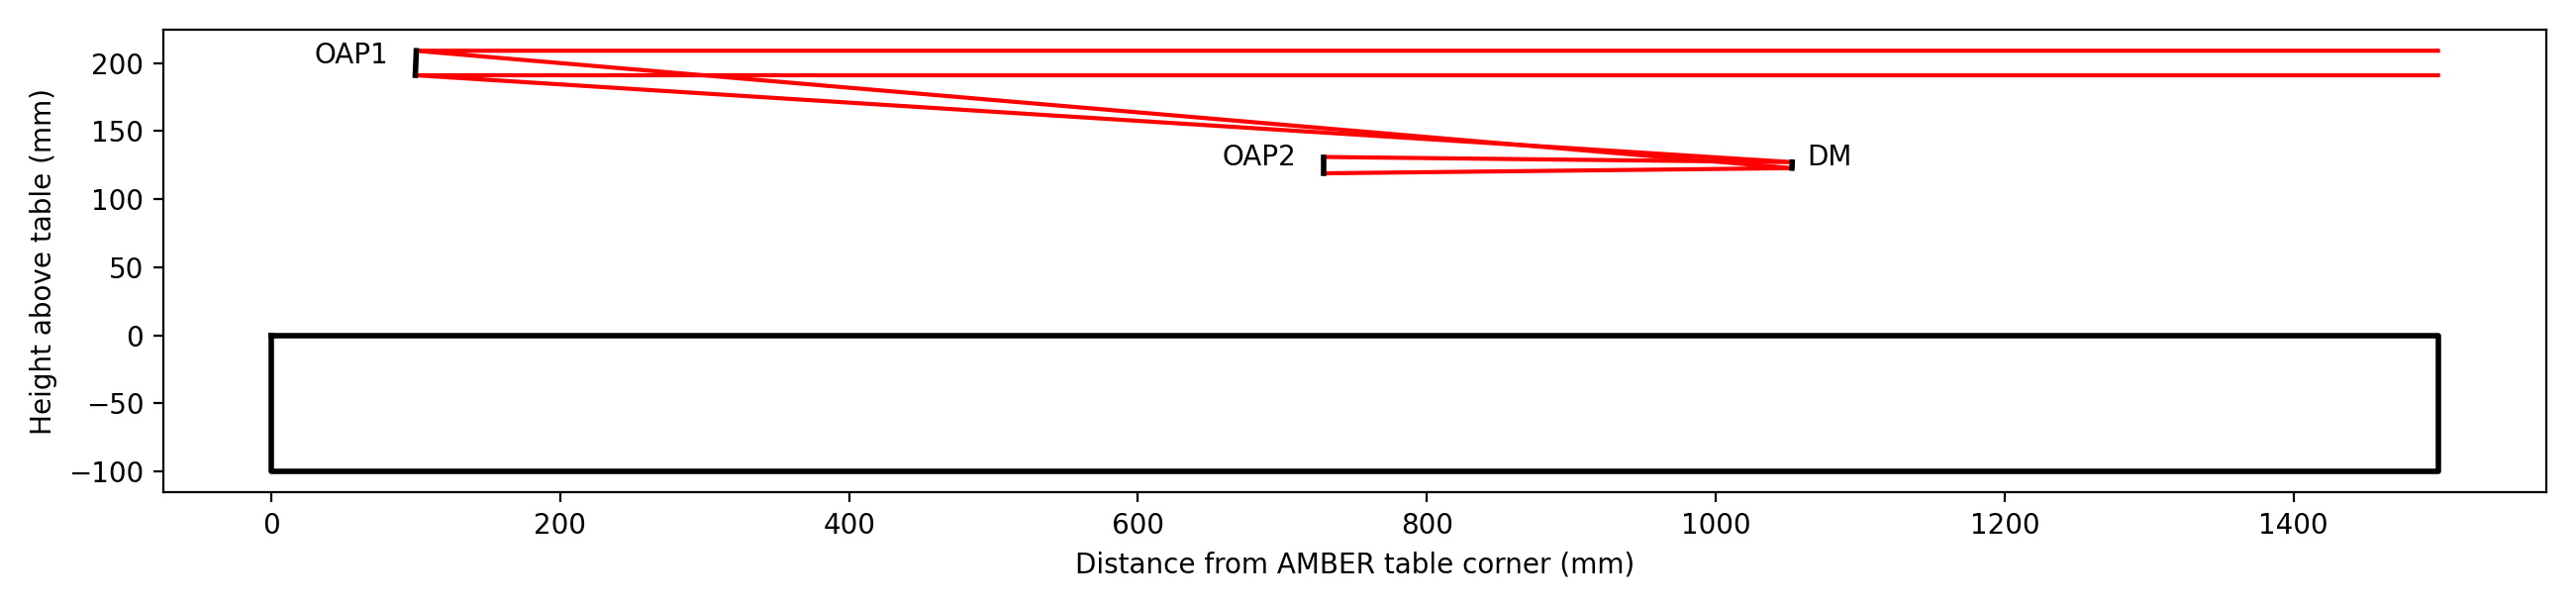 OAP1
OAP2
DM
Height above table (mm)
200
150
100
50
0
−50
−100
0 200 400 600 800 1000 1200 1400
Distance from AMBER table corner (mm)